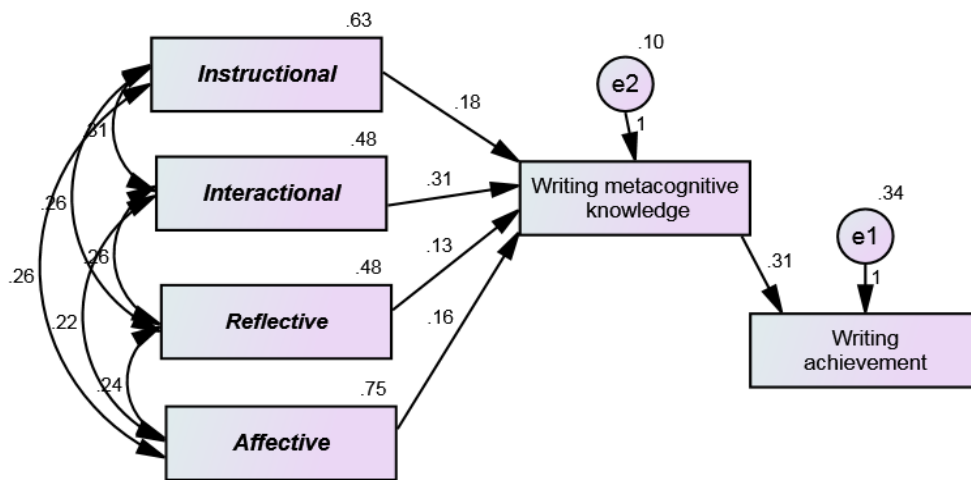 .63
Instructional
.10
e2
1
.18
.31
.48
Interactional
.31
Writing metacognitive
knowledge
.34
e1
1
.26
.26
.13
.31
.48
Reflective
.26
.22
.16
Writing
achievement
.24
.75
Affective